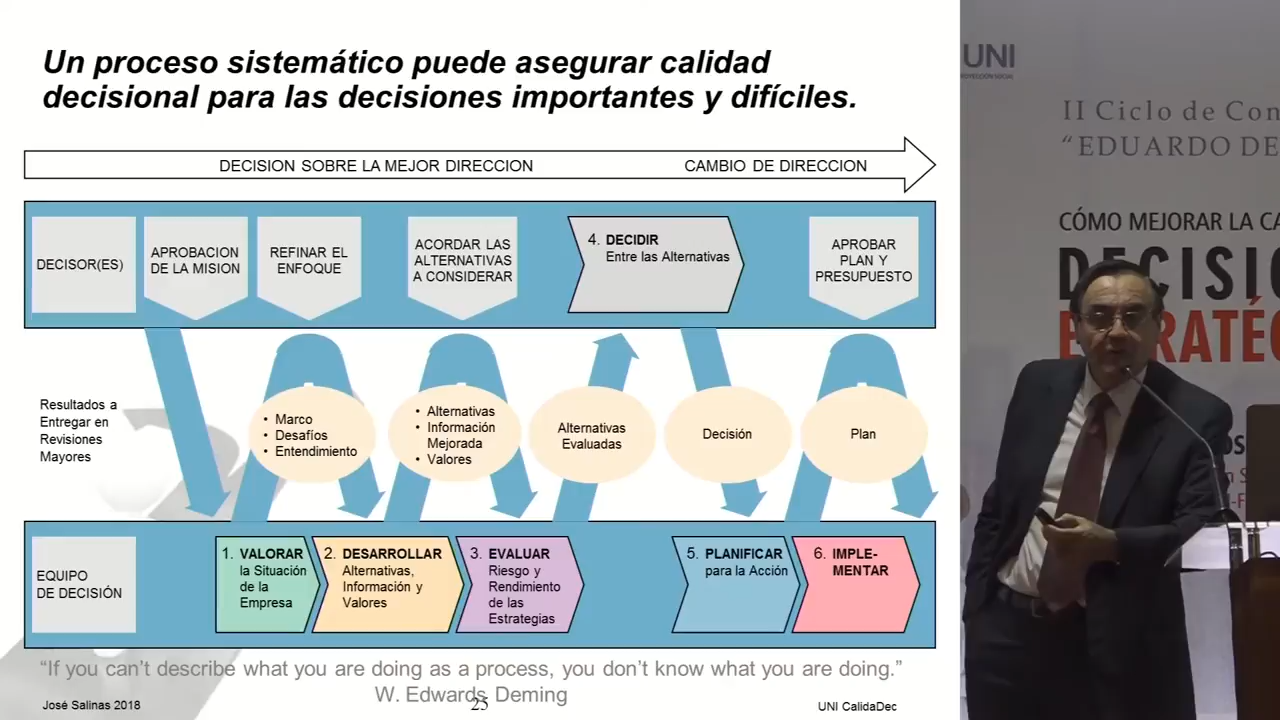 Un proceso sistemático puede asegurar calidad
decisional para las decisiones importantes y difíciles.
DECISION SOBRE LA MEJOR DIRECCION
CAMBIO DE DIRECCION
DECISOR(ES)
APROBACION
DE LA MISION
REFINAR EL
ENFOQUE
ACORDAR LAS
ALTERNATIVAS
A CONSIDERAR
4. DECIDIR
Entre las Alternativas
APROBAR
PLAN Y
PRESUPUESTO
Resultados a
Entregar en
Revisiones
Mayores
• Marco
• Desafíos
• Entendimiento
• Alternativas
• Información
Mejorada
• Valores
Alternativas
Evaluadas
Decisión
Plan
EQUIPO
DE DECISIÓN
1. VALORAR
la Situación
de la
Empresa
2. DESARROLLAR
Alternativas,
Información y
Valores
3. EVALUAR
Riesgo y
Rendimiento
de las
Estrategias
5. PLANIFICAR
para la Acción
6. IMPLE-
MENTAR
“If you can’t describe what you are doing as a process, you don’t know what you are doing.”
W. Edwards Deming
José Salinas 2018
25
UNI CalidaDec
UNI
II Ciclo de Con
“EDUARDO DE
CÓMO MEJORAR LA CA
DECISIO